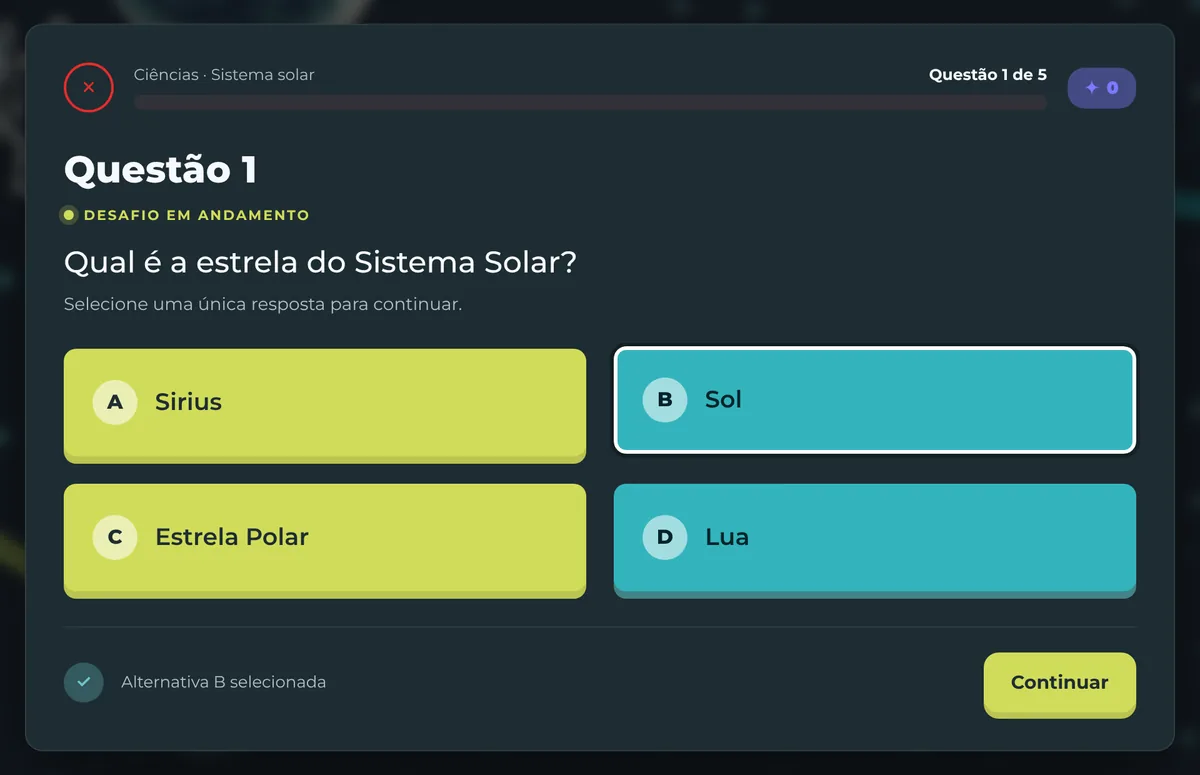 Ciências · Sistema solar
Questão 1 de 5
0
Questão 1
DESAFIO EM ANDAMENTO
Qual é a estrela do Sistema Solar?
Selecione uma única resposta para continuar.
A Sirius
B Sol
C Estrela Polar
D Lua
Alternativa B selecionada
Continuar